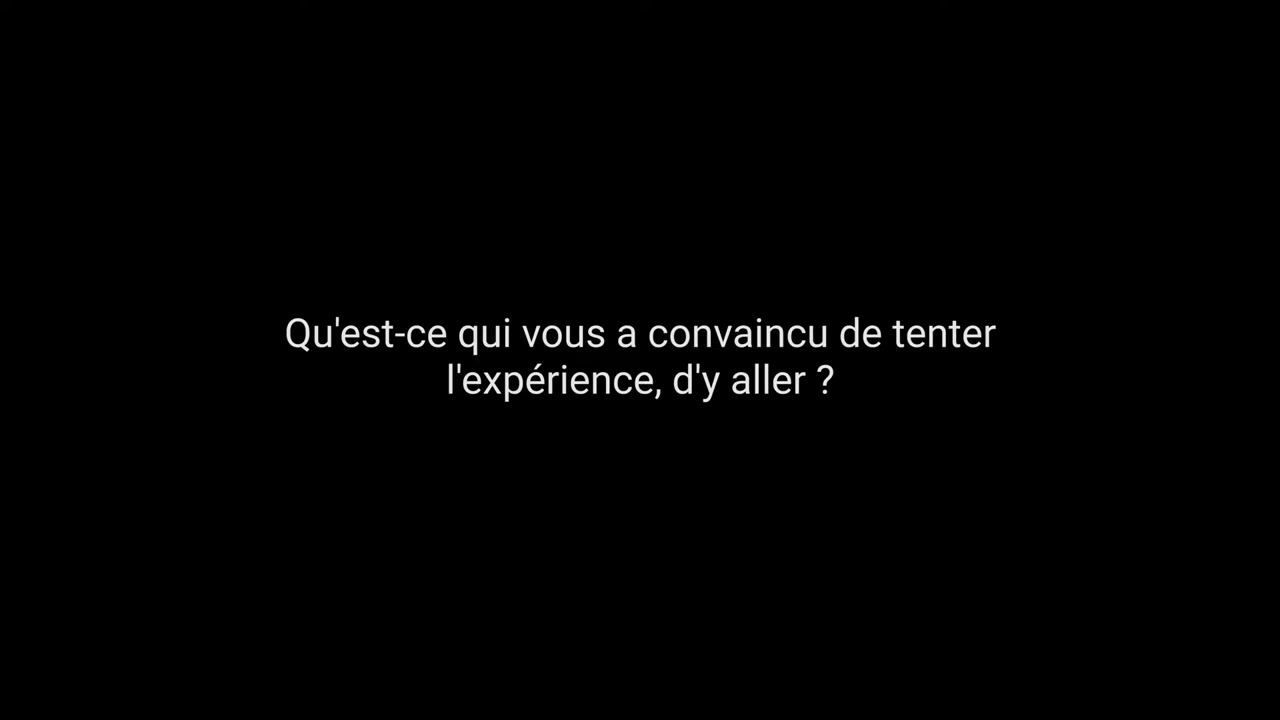 Qu'est-ce qui vous a convaincu de tenter
l'expérience, d'y aller ?